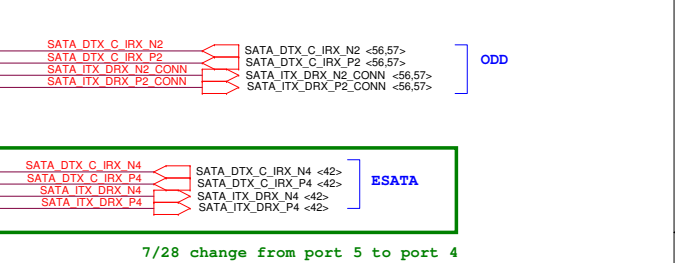 SATA_DTX_C_IRX_N2 SATA_DTX_C_IRX_N2 <56,57>
SATA_DTX_C_IRX_P2 SATA_DTX_C_IRX_P2 <56,57> ODD
SATA_ITX_DRX_N2_CONN SATA_ITX_DRX_N2_CONN <56,57>
SATA_ITX_DRX_P2_CONN SATA_ITX_DRX_P2_CONN <56,57>
SATA_DTX_C_IRX_N4 SATA_DTX_C_IRX_N4 <42>
SATA_DTX_C_IRX_P4 SATA_DTX_C_IRX_P4 <42> ESATA
SATA_ITX_DRX_N4 SATA_ITX_DRX_N4 <42>
SATA_ITX_DRX_P4 SATA_ITX_DRX_P4 <42>
7/28 change from port 5 to port 4